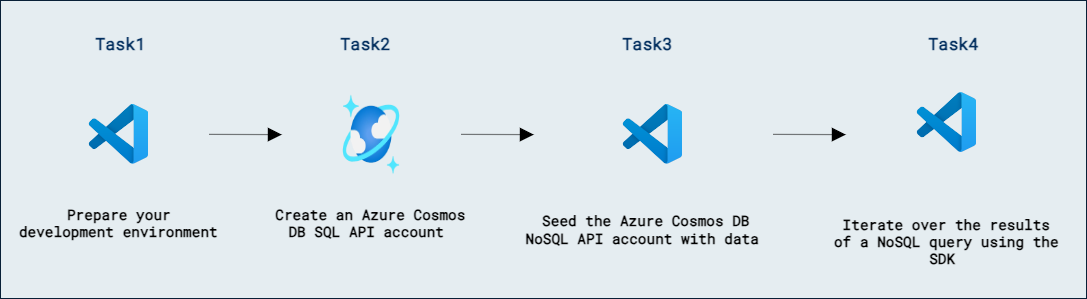 Task1
Task2
Task3
Task4
Prepare your
development environment
Create an Azure Cosmos
DB SQL API account
Seed the Azure Cosmos DB
NoSQL API account with data
Iterate over the results
of a NoSQL query using the
SDK